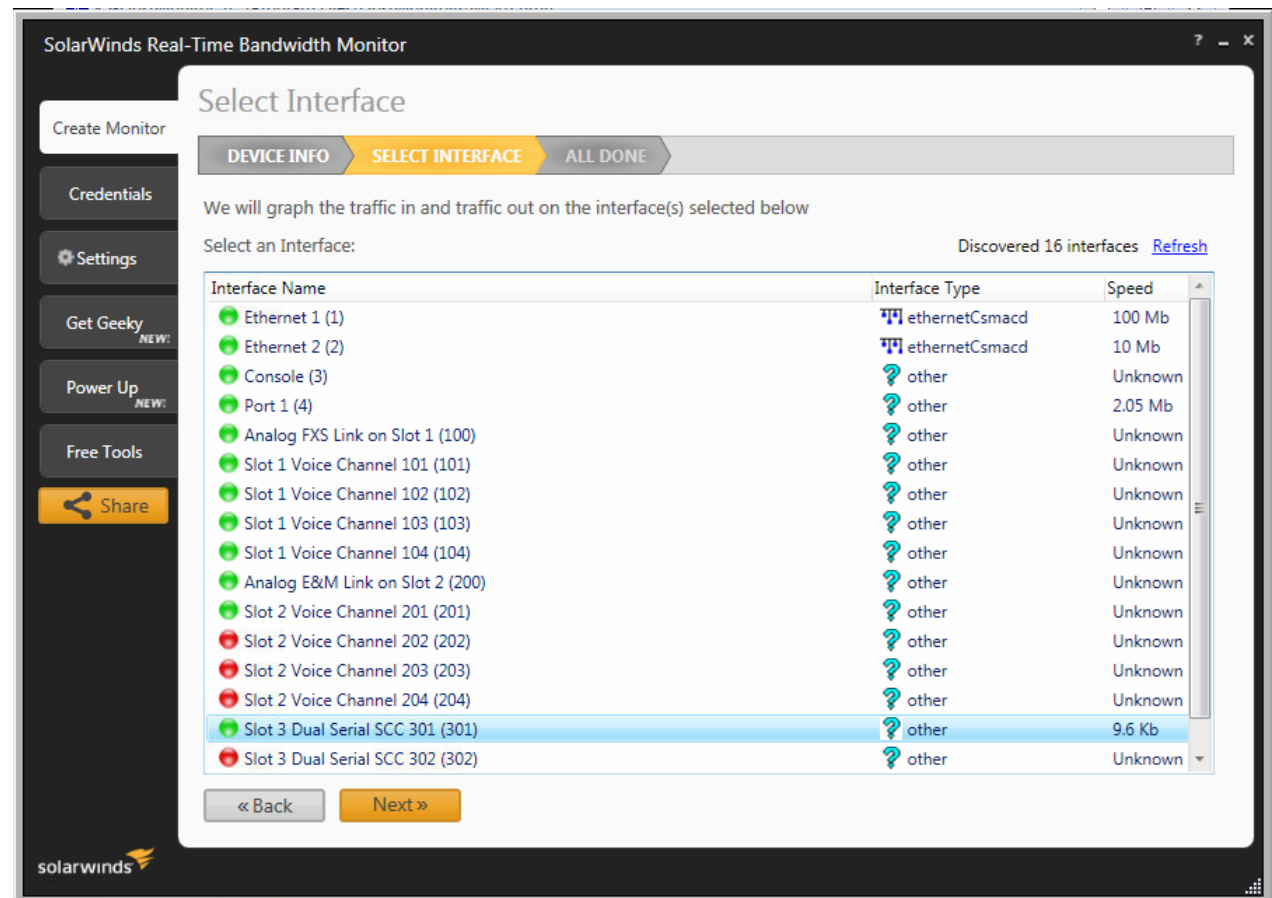 SolarWinds Real-Time Bandwidth Monitor ? – x
Select Interface
Create Monitor
Credentials
Settings
Get Geeky
NEW!
Power Up
NEW!
Free Tools
Share
DEVICE INFO SELECT INTERFACE ALL DONE
We will graph the traffic in and traffic out on the interface(s) selected below
Select an Interface: Discovered 16 interfaces Refresh
Interface Name Interface Type Speed
Ethernet 1 (1) ethernetCsmacd 100 Mb
Ethernet 2 (2) ethernetCsmacd 10 Mb
Console (3) other Unknown
Port 1 (4) other 2.05 Mb
Analog FXS Link on Slot 1 (100) other Unknown
Slot 1 Voice Channel 101 (101) other Unknown
Slot 1 Voice Channel 102 (102) other Unknown
Slot 1 Voice Channel 103 (103) other Unknown
Slot 1 Voice Channel 104 (104) other Unknown
Analog E&M Link on Slot 2 (200) other Unknown
Slot 2 Voice Channel 201 (201) other Unknown
Slot 2 Voice Channel 202 (202) other Unknown
Slot 2 Voice Channel 203 (203) other Unknown
Slot 2 Voice Channel 204 (204) other Unknown
Slot 3 Dual Serial SCC 301 (301) other 9.6 Kb
Slot 3 Dual Serial SCC 302 (302) other Unknown
« Back Next »
solarwinds